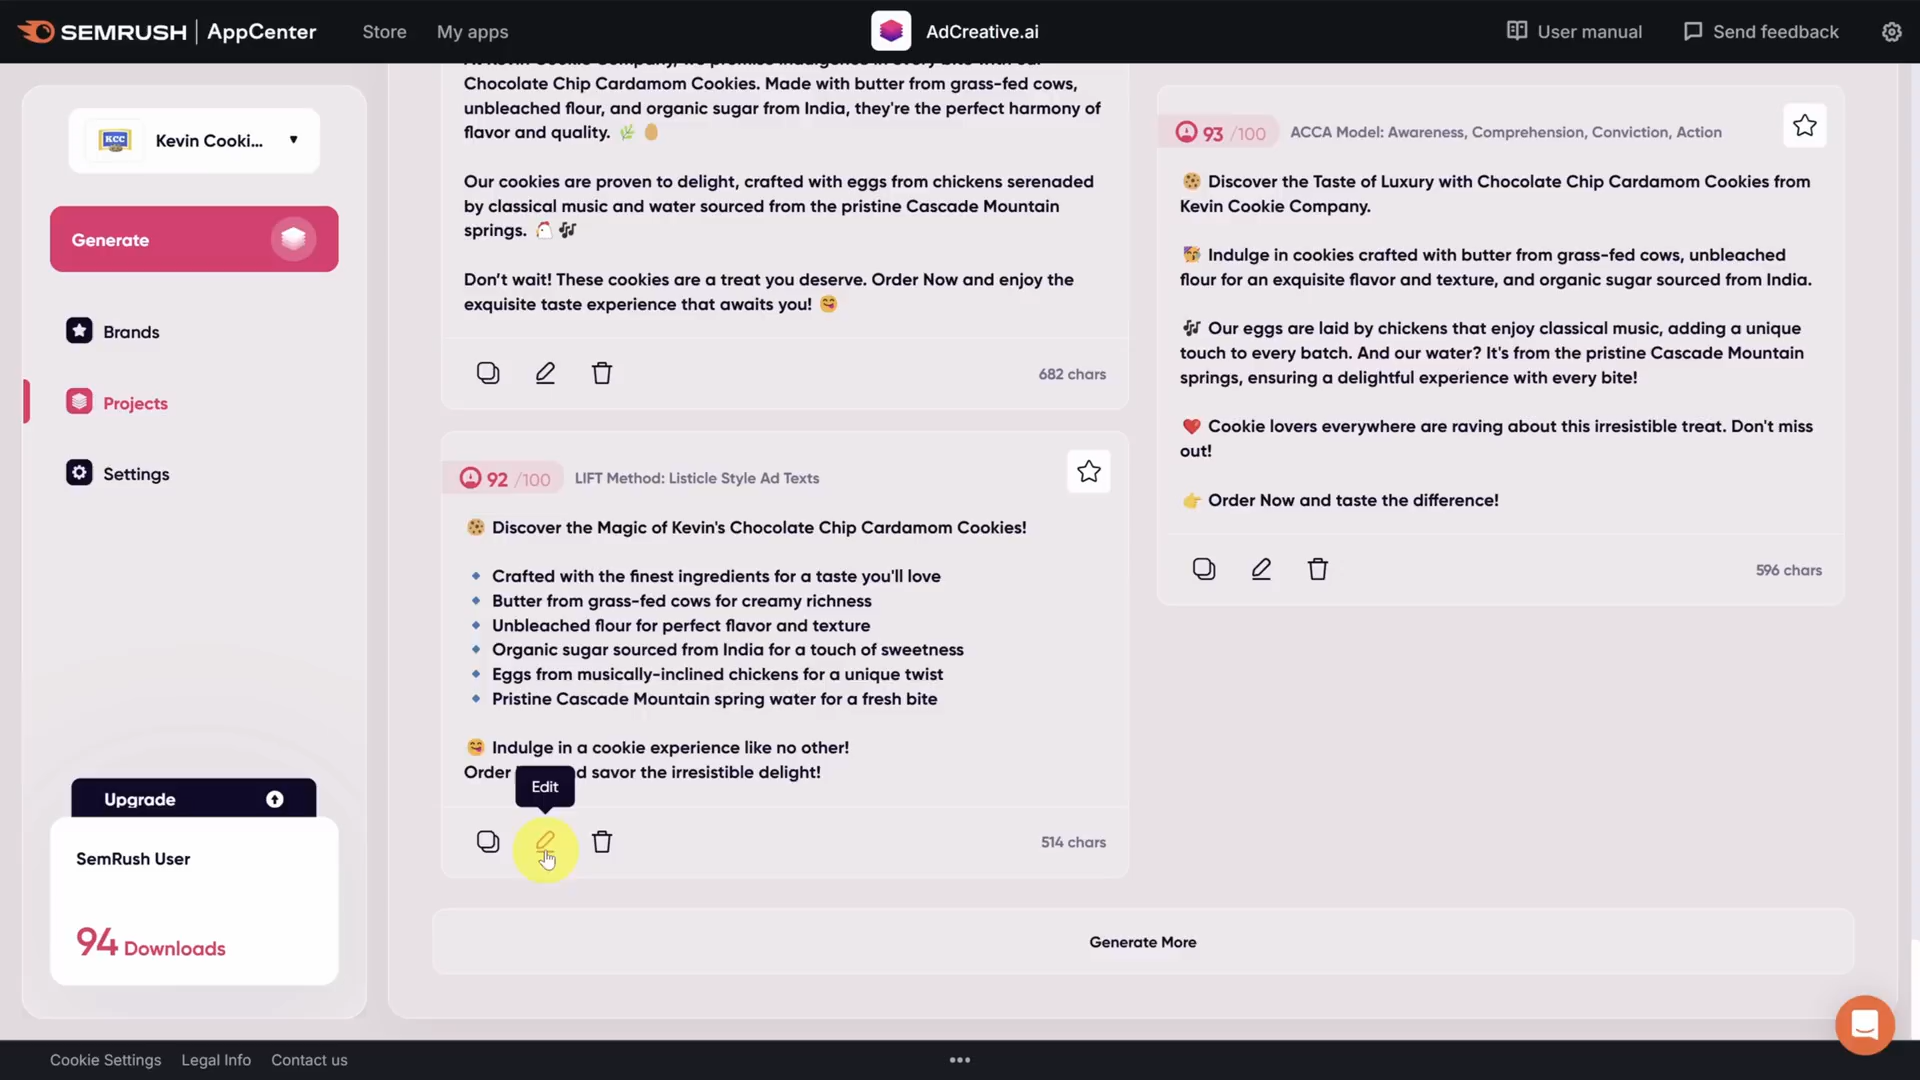 SEMRUSH | AppCenter
Store
My apps
AdCreative.ai
User manual
Send feedback
KCC
Kevin Cooki...
Generate
Brands
Projects
Settings
Upgrade
SemRush User
94 Downloads
Chocolate Chip Cardamom Cookies. Made with butter from grass-fed cows,
unbleached flour, and organic sugar from India, they're the perfect harmony of
flavor and quality. 🌿 🥚
Our cookies are proven to delight, crafted with eggs from chickens serenaded
by classical music and water sourced from the pristine Cascade Mountain
springs. 🐔 🎶
Don’t wait! These cookies are a treat you deserve. Order Now and enjoy the
exquisite taste experience that awaits you! 😋
682 chars
92 /100
LIFT Method: Listicle Style Ad Texts
🍪 Discover the Magic of Kevin's Chocolate Chip Cardamom Cookies!
🔹 Crafted with the finest ingredients for a taste you'll love
🔹 Butter from grass-fed cows for creamy richness
🔹 Unbleached flour for perfect flavor and texture
🔹 Organic sugar sourced from India for a touch of sweetness
🔹 Eggs from musically-inclined chickens for a unique twist
🔹 Pristine Cascade Mountain spring water for a fresh bite
😋 Indulge in a cookie experience like no other!
Order d savor the irresistible delight!
Edit
514 chars
93 /100
ACCA Model: Awareness, Comprehension, Conviction, Action
🍪 Discover the Taste of Luxury with Chocolate Chip Cardamom Cookies from
Kevin Cookie Company.
🥳 Indulge in cookies crafted with butter from grass-fed cows, unbleached
flour for an exquisite flavor and texture, and organic sugar sourced from India.
🎶 Our eggs are laid by chickens that enjoy classical music, adding a unique
touch to every batch. And our water? It's from the pristine Cascade Mountain
springs, ensuring a delightful experience with every bite!
❤️ Cookie lovers everywhere are raving about this irresistible treat. Don't miss
out!
👉 Order Now and taste the difference!
596 chars
Generate More
Cookie Settings
Legal Info
Contact us